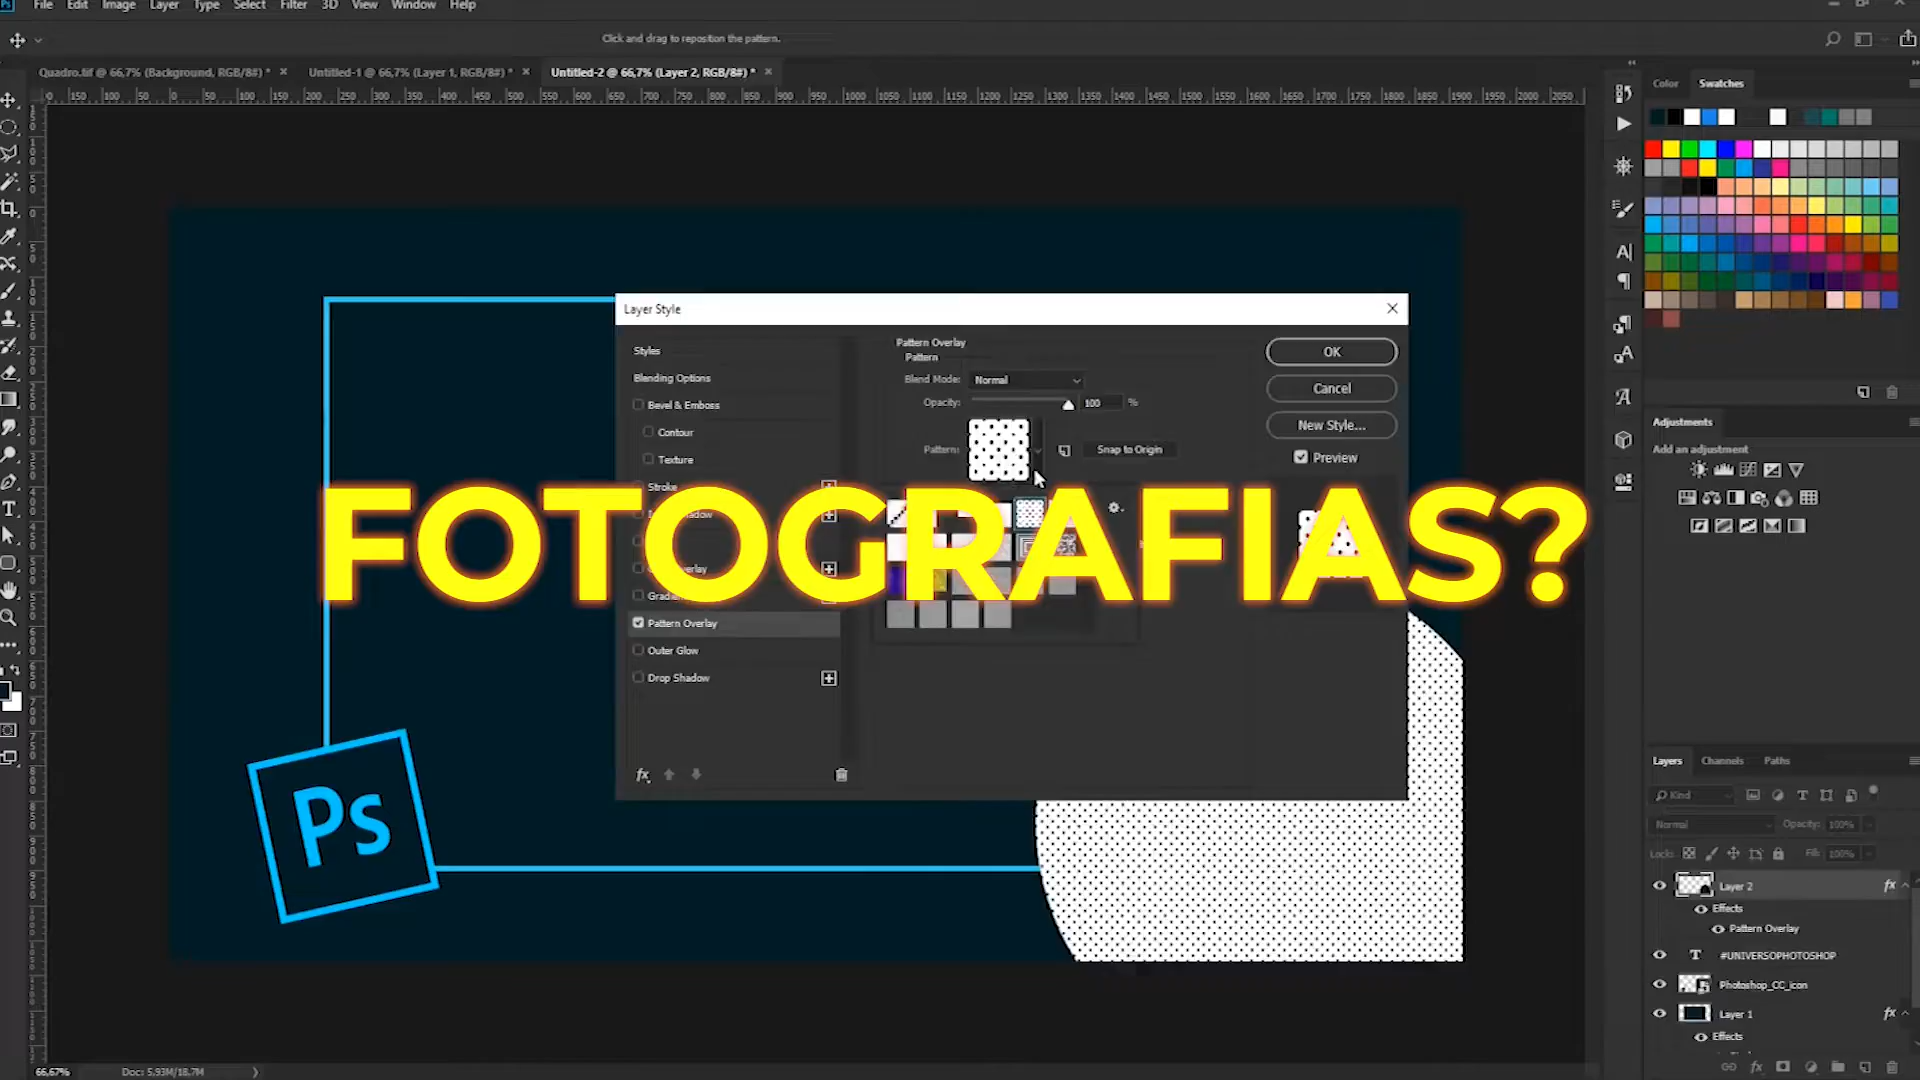 File Edit Image Layer Type Select Filter 3D View Window Help
Click and drag to reposition the pattern.
Quadro.tif @ 66,7% (Background, RGB/8#) *
Untitled-1 @ 66,7% (Layer 1, RGB/8#) *
Untitled-2 @ 66,7% (Layer 2, RGB/8#) *
Color Swatches
Layer Style
Styles
Blending Options
Bevel & Emboss
Contour
Texture
Stroke
Pattern Overlay
Outer Glow
Drop Shadow
fx
Pattern Overlay
Pattern
Blend Mode: Normal
Opacity: 100 %
Pattern: Snap to Origin
OK
Cancel
New Style...
Preview
FOTOGRAFIAS?
Ps
Adjustments
Add an adjustment
Layers Channels Paths
Kind
Normal Opacity: 100%
Lock: Fill: 100%
Layer 2 fx
Effects
Pattern Overlay
#UNIVERSOPHOTOSHOP
Photoshop_CC_icon
Layer 1 fx
Effects
66,67% Doc: 5,93M/18,7M